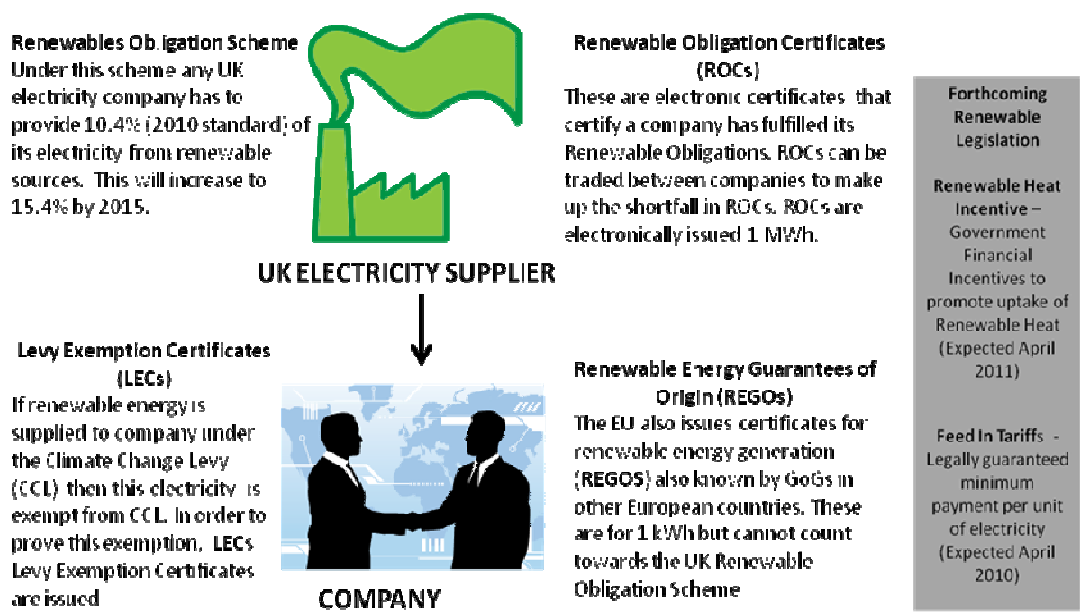 Renewables Ob.igation Scheme
Under this scheme any UK
electricity company has to
provide 10.4% (2010 standard) of
its electricity from renewable
sources. This will increase to
15.4% by 2015.
Renewable Obligation Certificates
(ROCs)
These are electronic certificates that
certify a company has fulfilled its
Renewable Obligations. ROCs can be
traded between companies to make
up the shortfall in ROCs. ROCs are
electronically issued 1 MWh.
UK ELECTRICITY SUPPLIER
Levy Exemption Certificates
(LECs)
If renewable energy is
supplied to company under
the Climate Change Levy
(CCL) then this electricity is
exempt from CCL. In order to
prove this exemption, LECs
Levy Exemption Certificates
are issued
COMPANY
Renewable Energy Guarantees of
Origin (REGOs)
The EU also issues certificates for
renewable energy generation
(REGOS) also known by GoGs in
other European countries. These
are for 1 kWh but cannot count
towards the UK Renewable
Obligation Scheme
Forthcoming
Renewable
Legislation
Renewable Heat
Incentive –
Government
Financial
Incentives to
promote uptake of
Renewable Heat
(Expected April
2011)
Feed In Tariffs -
Legally guaranteed
minimum
payment per unit
of electricity
(Expected April
2010)